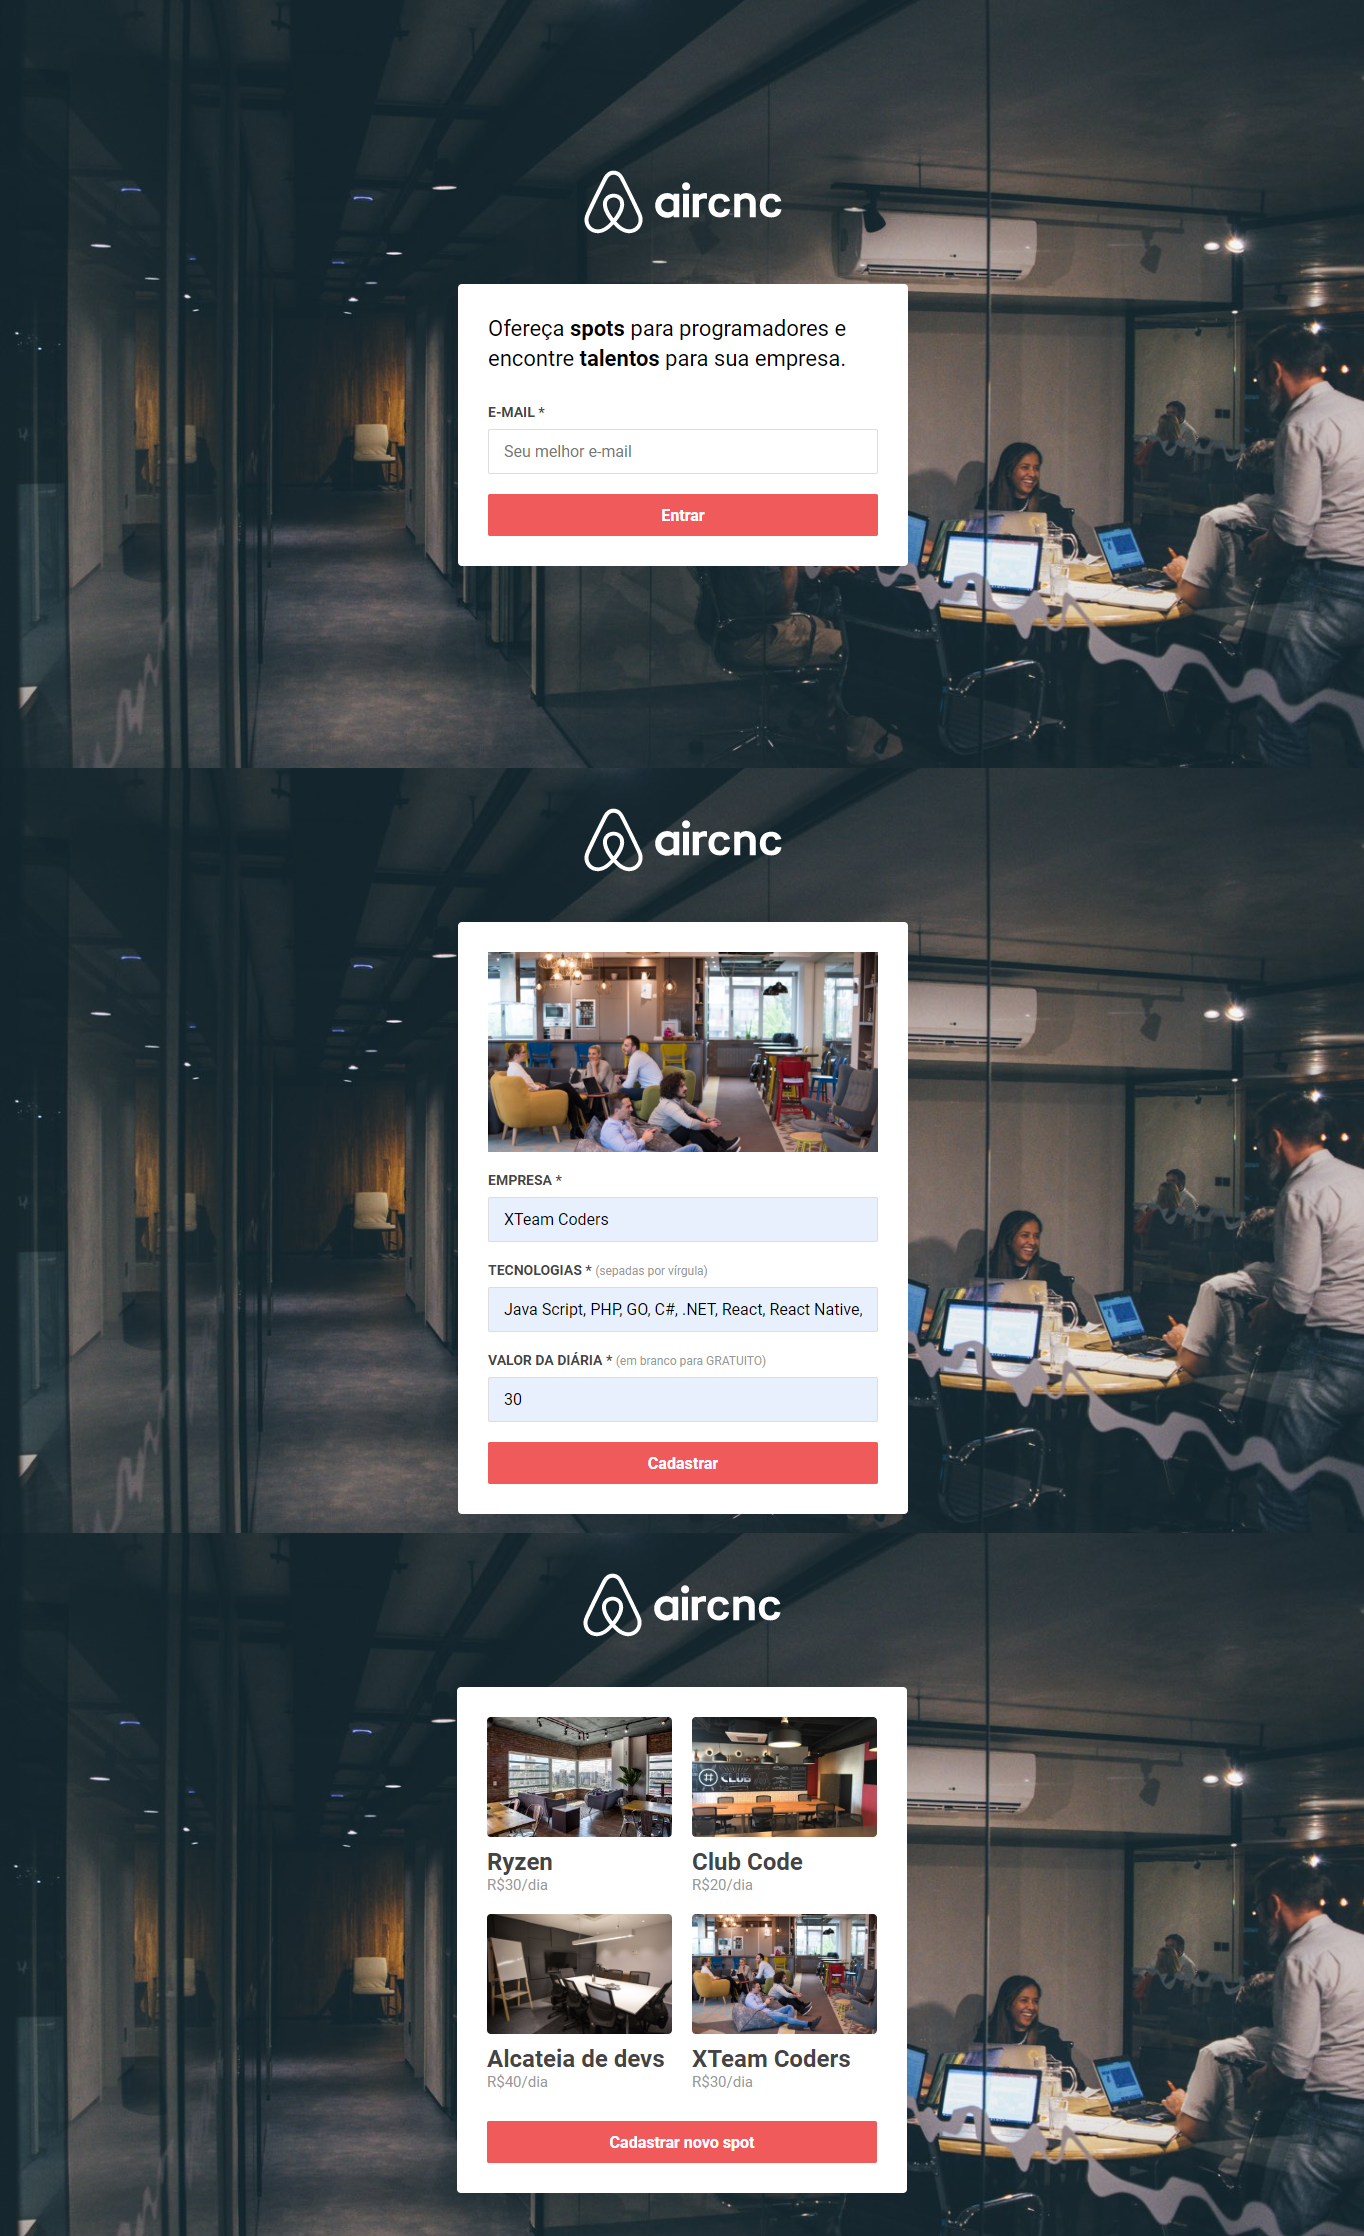 aircnc
Ofereça spots para programadores e
encontre talentos para sua empresa.
E-MAIL *
Seu melhor e-mail
Entrar
aircnc
EMPRESA *
XTeam Coders
TECNOLOGIAS * (sepadas por vírgula)
Java Script, PHP, GO, C#, .NET, React, React Native,
VALOR DA DIÁRIA * (em branco para GRATUITO)
30
Cadastrar
aircnc
# CLUB
Ryzen
R$30/dia
Club Code
R$20/dia
Alcateia de devs
R$40/dia
XTeam Coders
R$30/dia
Cadastrar novo spot